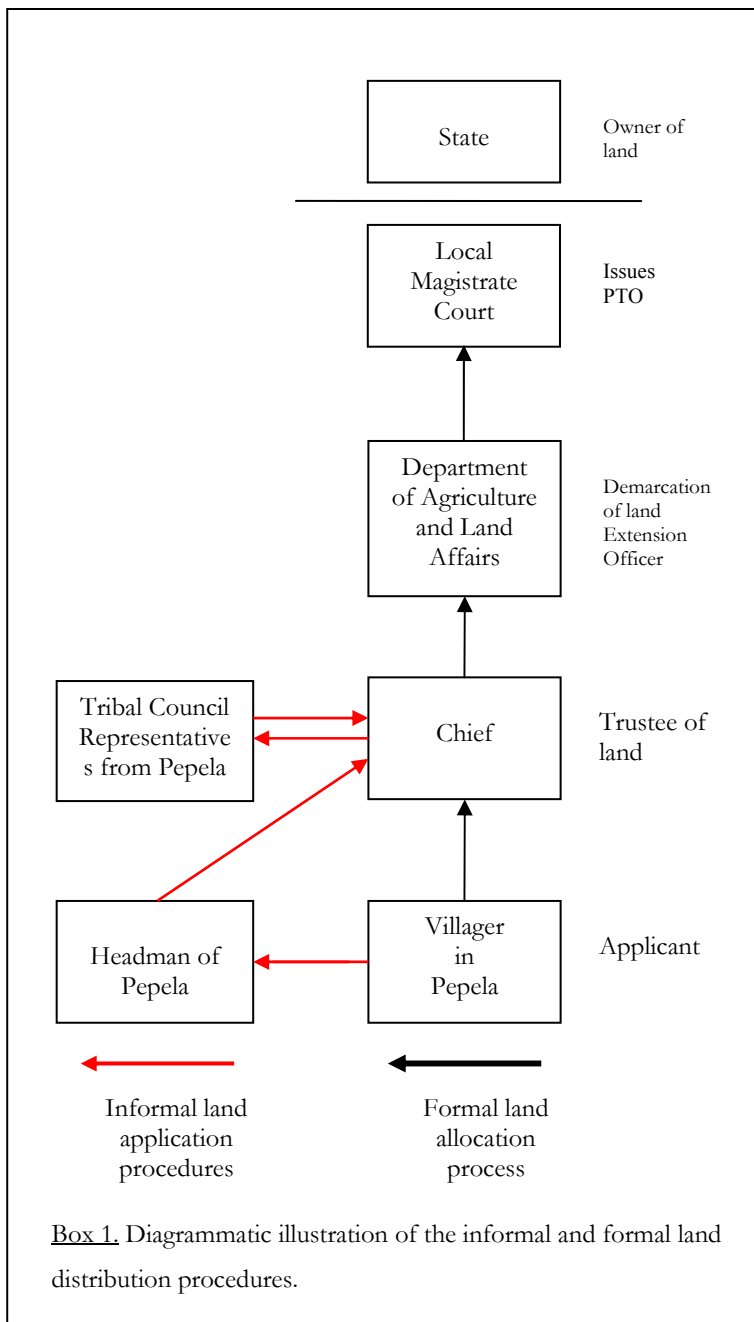 State
Owner of
land
Local
Magistrate
Court
Issues
PTO
Department
of Agriculture
and Land
Affairs
Demarcation
of land
Extension
Officer
Tribal Council
Representative
s from Pepela
Chief
Trustee of
land
Headman of
Pepela
Villager
in
Pepela
Applicant
Informal land
application
procedures
Formal land
allocation
process
Box 1. Diagrammatic illustration of the informal and formal land
distribution procedures.